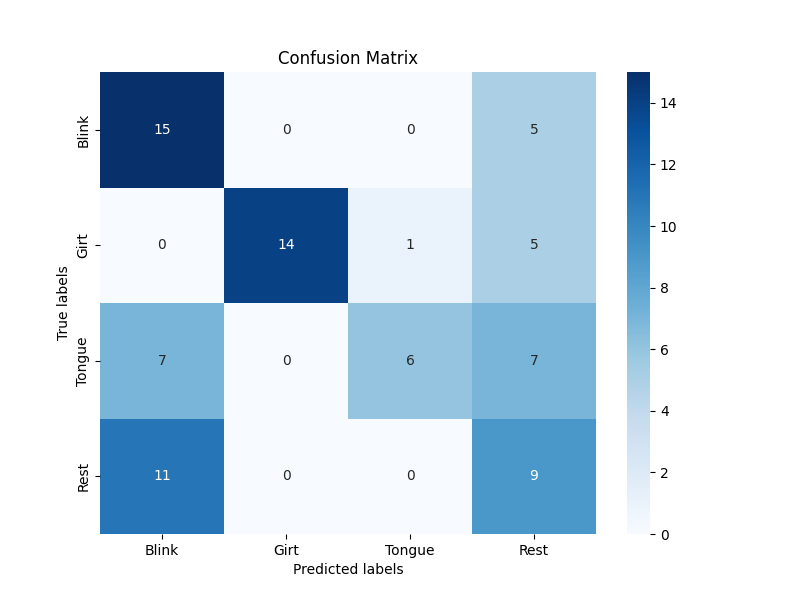 Confusion Matrix
Blink 15 0 0 5
Girt 0 14 1 5
Tongue 7 0 6 7
Rest 11 0 0 9
Blink Girt Tongue Rest
Predicted labels
True labels
14
12
10
8
6
4
2
0